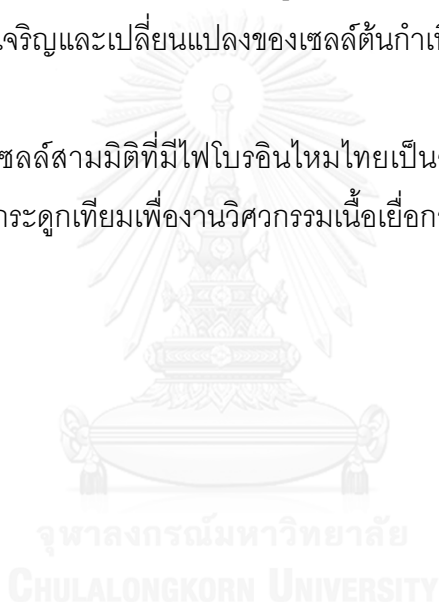 เจริญและเปลี่ยนแปลงของเซลล์ต้นกำเ
ซลล์สามมิติที่มีไฟโบรอินไหมไทยเป็น
กระดูกเทียมเพื่องานวิศวกรรมเนื้อเยื่อก
จุฬาลงกรณ์มหาวิทยาลัย
CHULALONGKORN UNIVERSITY